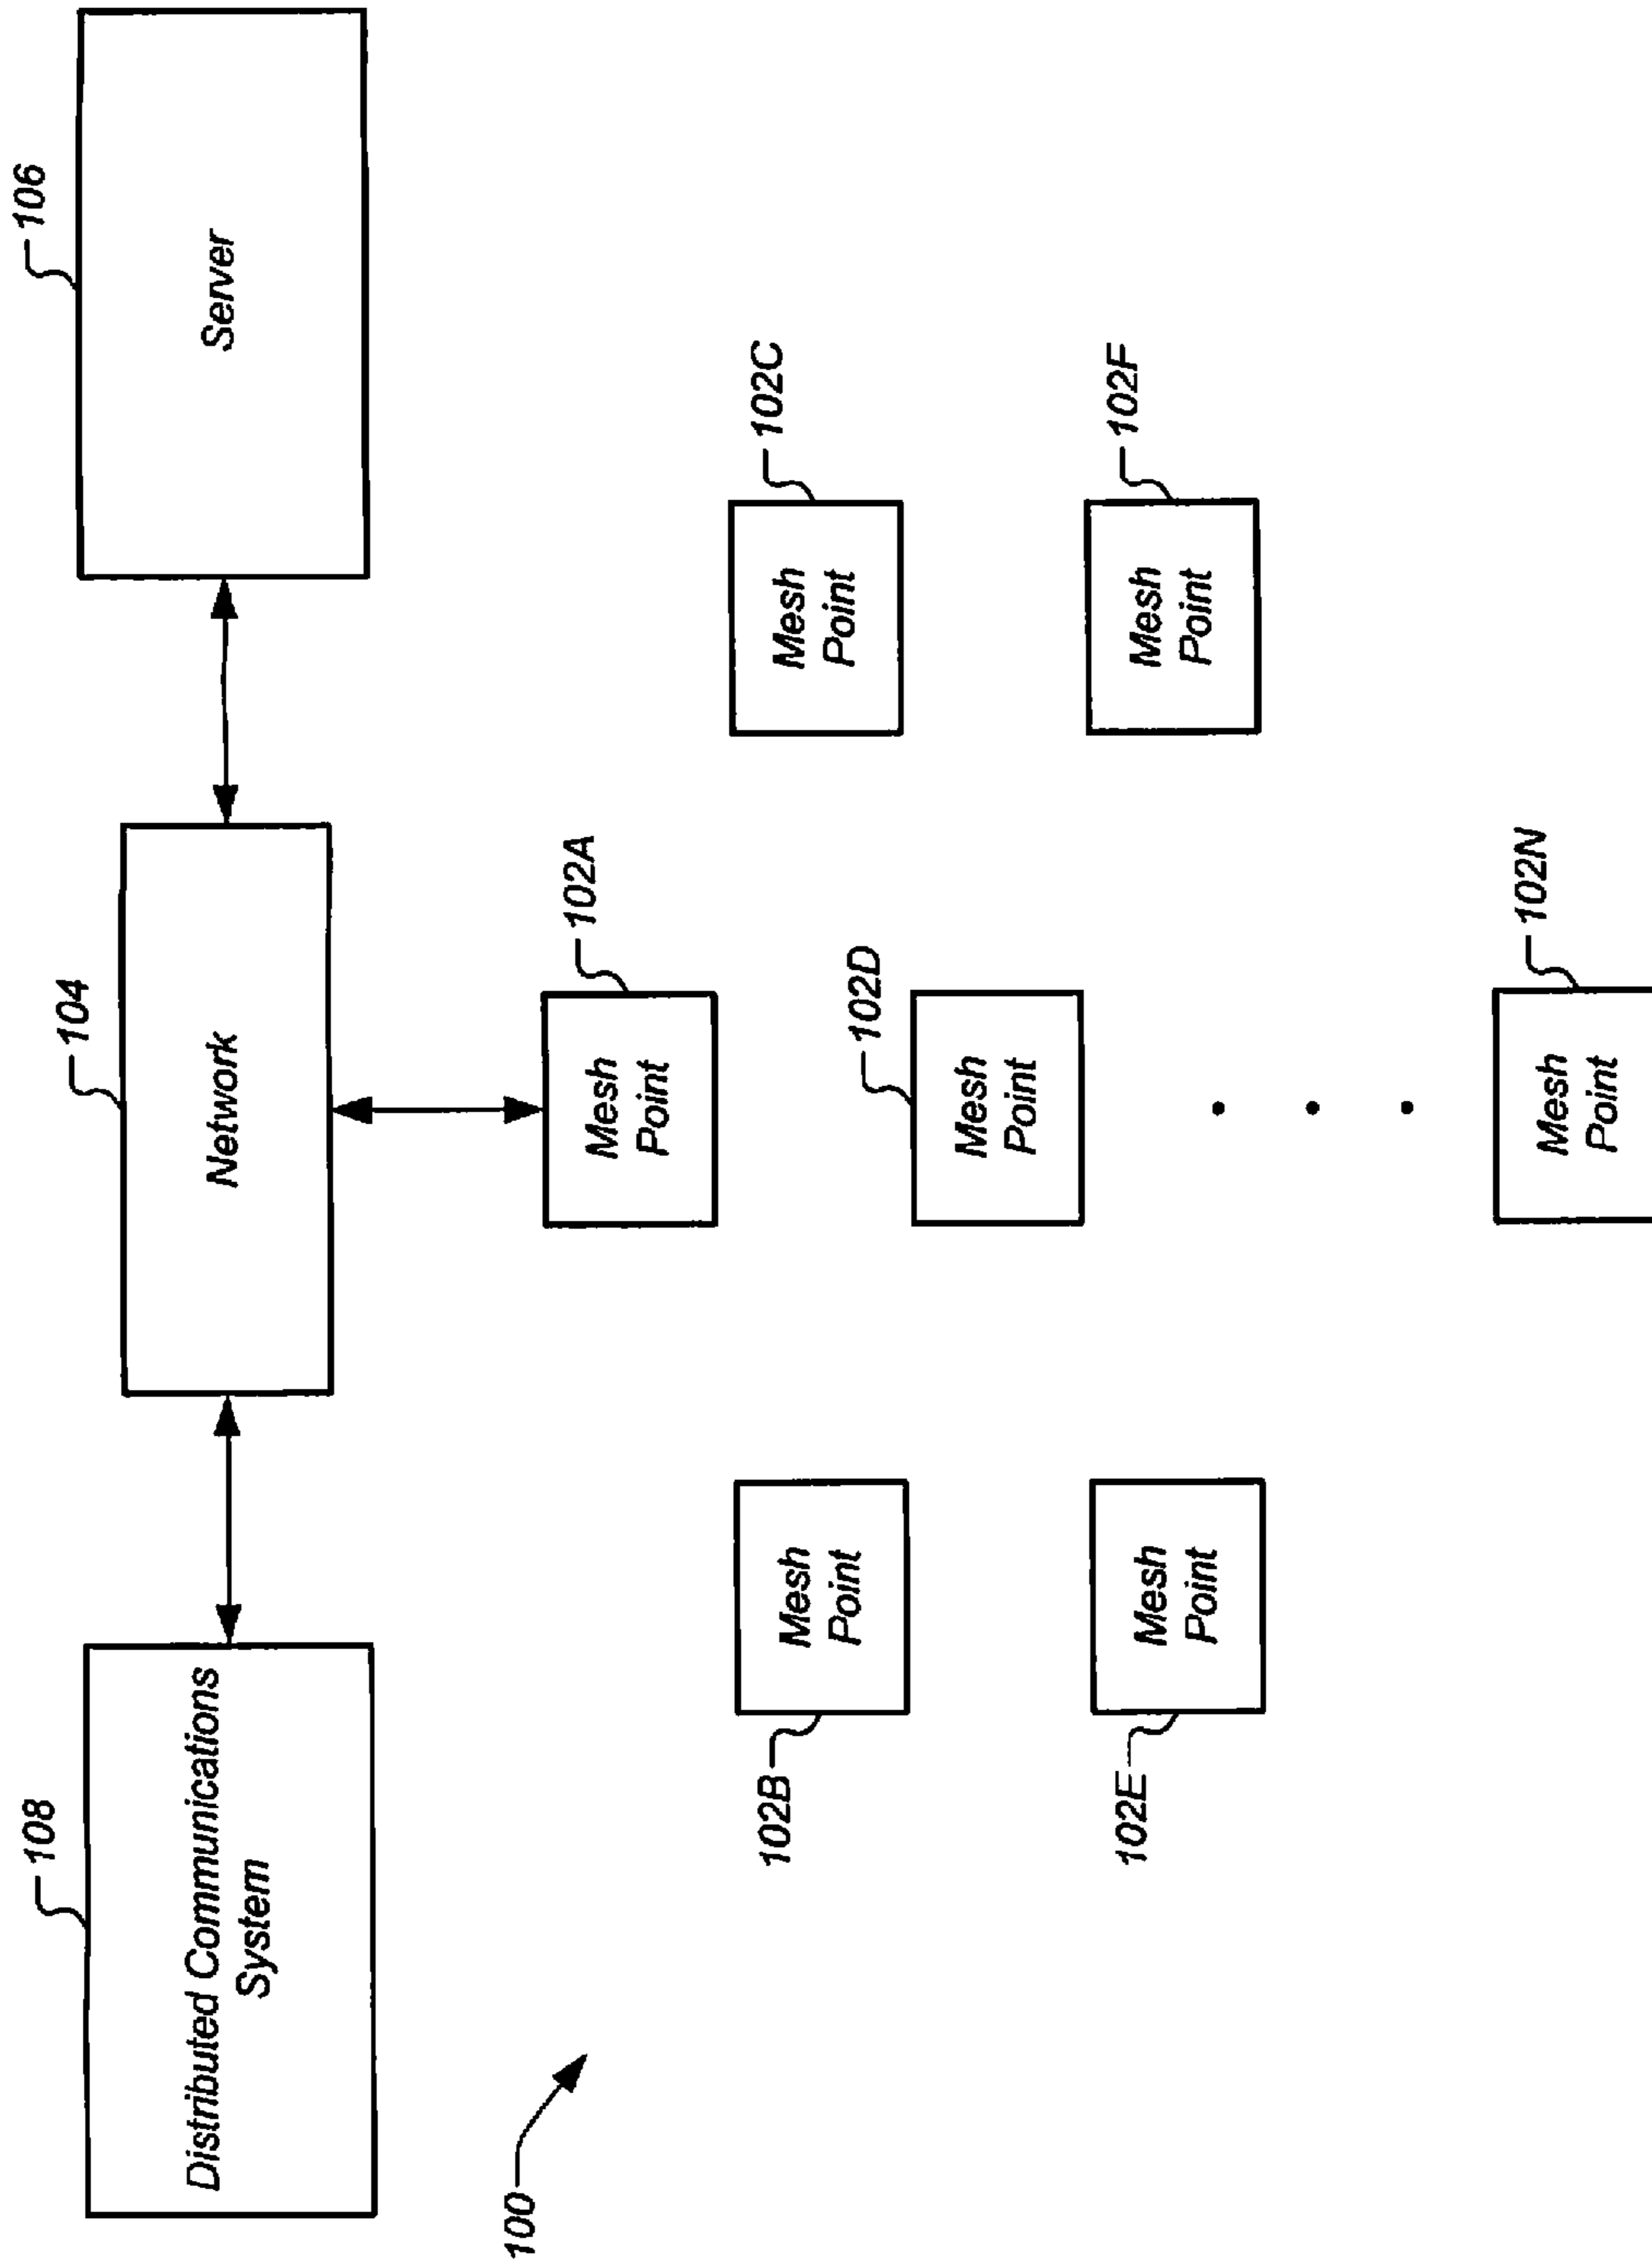 108
104
106
Distributed Communications
System
Network
Server
102A
Mesh
Point
102B
Mesh
Point
Mesh
Point
102C
102D
Mesh
Point
102E
Mesh
Point
Mesh
Point
102F
102N
Mesh
Point
100